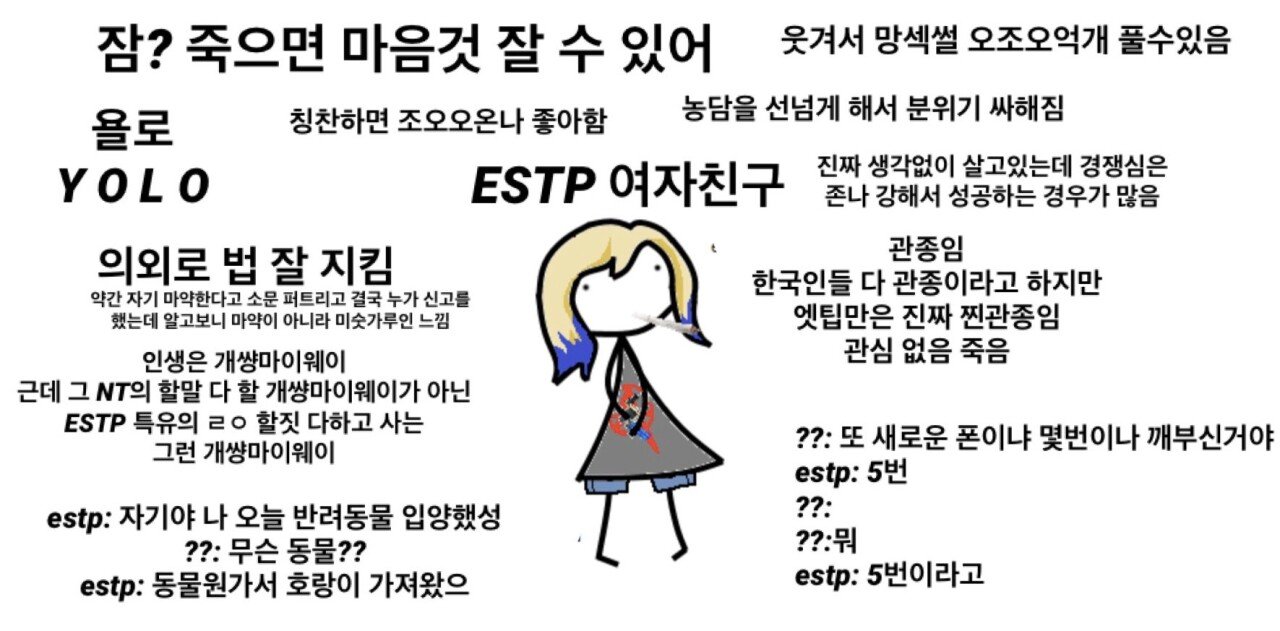 잠? 죽으면 마음것 잘 수 있어
웃겨서 망섹썰 오조오억개 풀수있음
욜로
YOLO
칭찬하면 조오오온나 좋아함
농담을 선넘게 해서 분위기 싸해짐
ESTP 여자친구
진짜 생각없이 살고있는데 경쟁심은
존나 강해서 성공하는 경우가 많음
의외로 법 잘 지킴
약간 자기 마약한다고 소문 퍼트리고 결국 누가 신고를
했는데 알고보니 마약이 아니라 미숫가루인 느낌
관종임
한국인들 다 관종이라고 하지만
엣팁만은 진짜 찐관종임
관심 없음 죽음
인생은 개썅마이웨이
근데 그 NT의 할말 다 할 개썅마이웨이가 아닌
ESTP 특유의 ㄹㅇ 할짓 다하고 사는
그런 개썅마이웨이
??: 또 새로운 폰이냐 몇번이나 깨부신거야
estp: 5번
??:
??:뭐
estp: 5번이라고
estp: 자기야 나 오늘 반려동물 입양했성
??: 무슨 동물??
estp: 동물원가서 호랑이 가져왔으